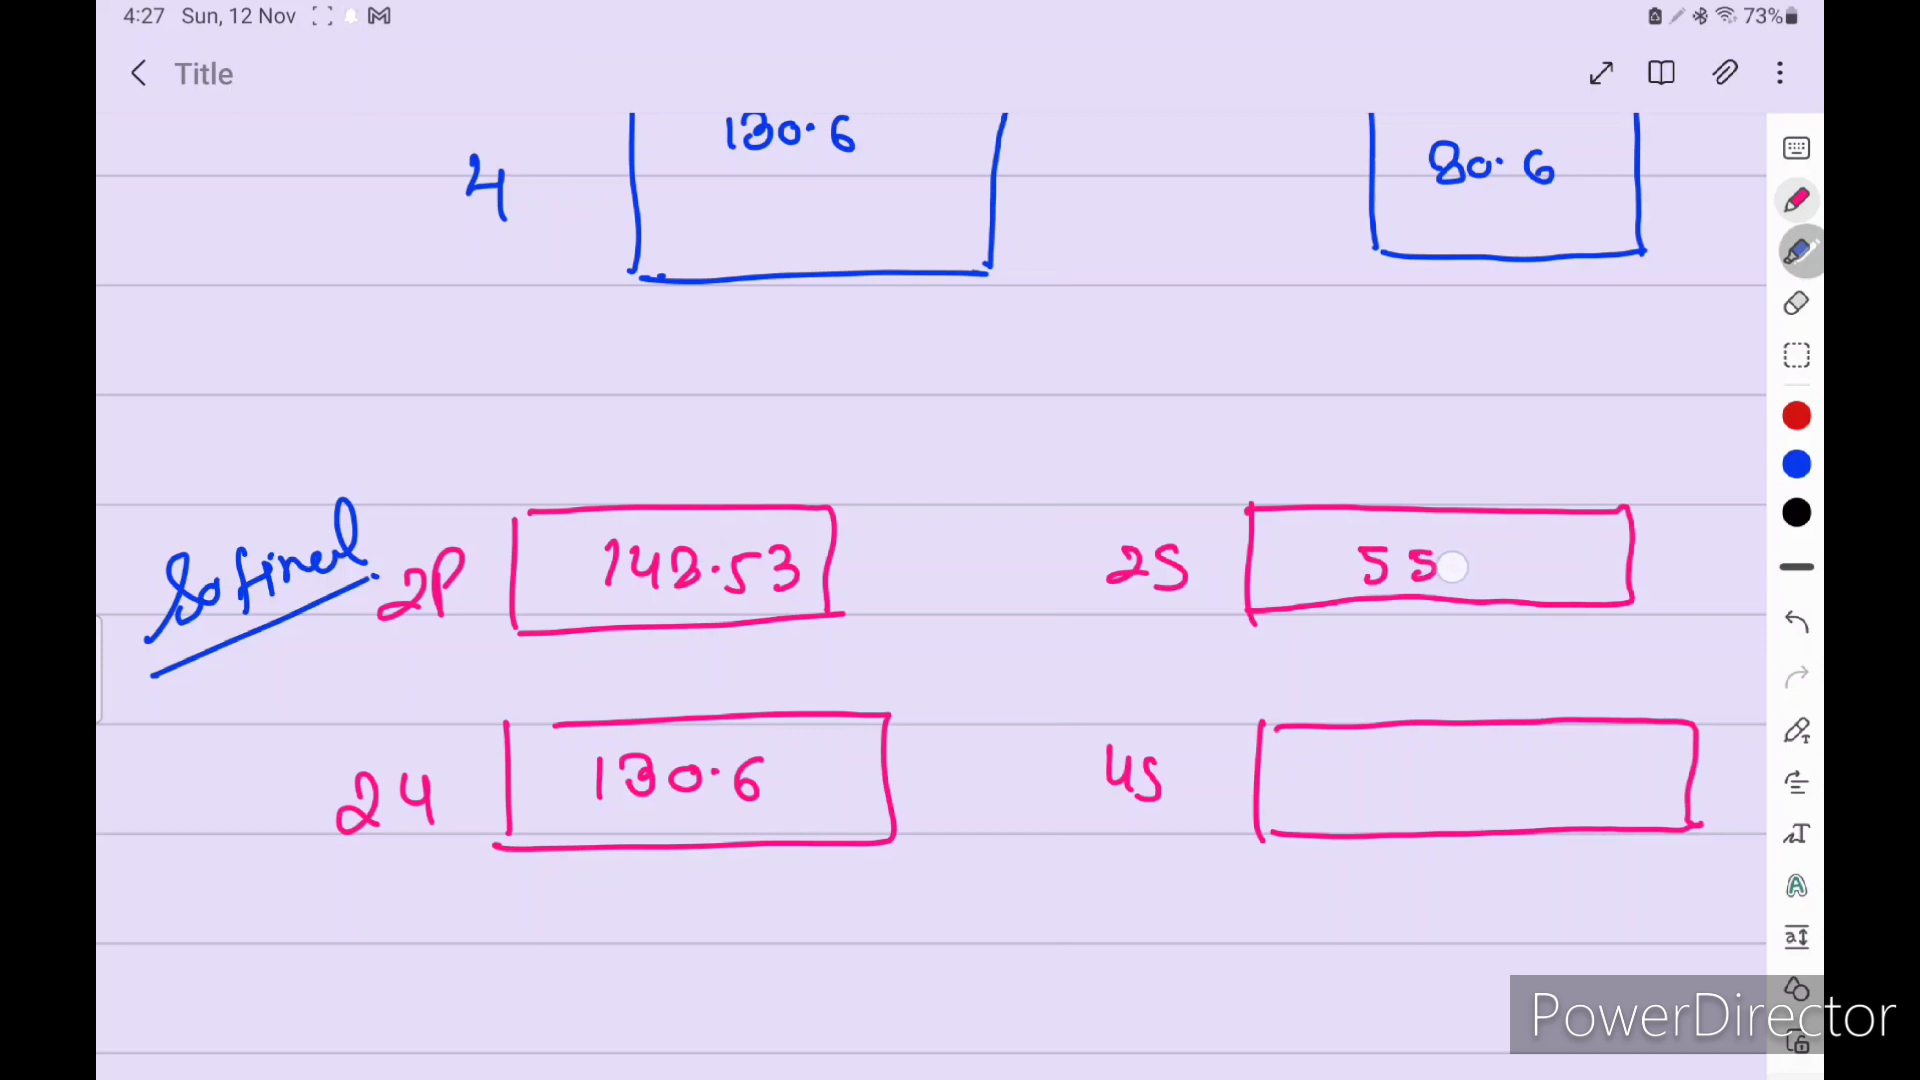 4:27 Sun, 12 Nov 73%
Title
130.6
4
80.6
So final
2P 143.53 2S 55
24 130.6 4S
PowerDirector